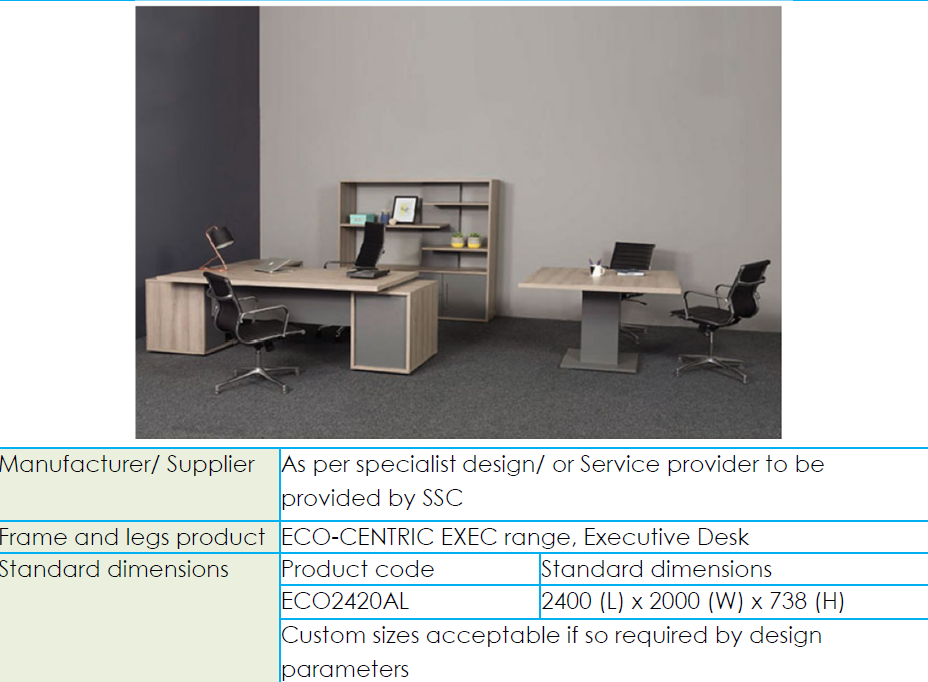 Manufacturer/ Supplier
As per specialist design/ or Service provider to be
provided by SSC
Frame and legs product
ECO-CENTRIC EXEC range, Executive Desk
Standard dimensions
Product code
Standard dimensions
ECO2420AL
2400 (L) x 2000 (W) x 738 (H)
Custom sizes acceptable if so required by design
parameters